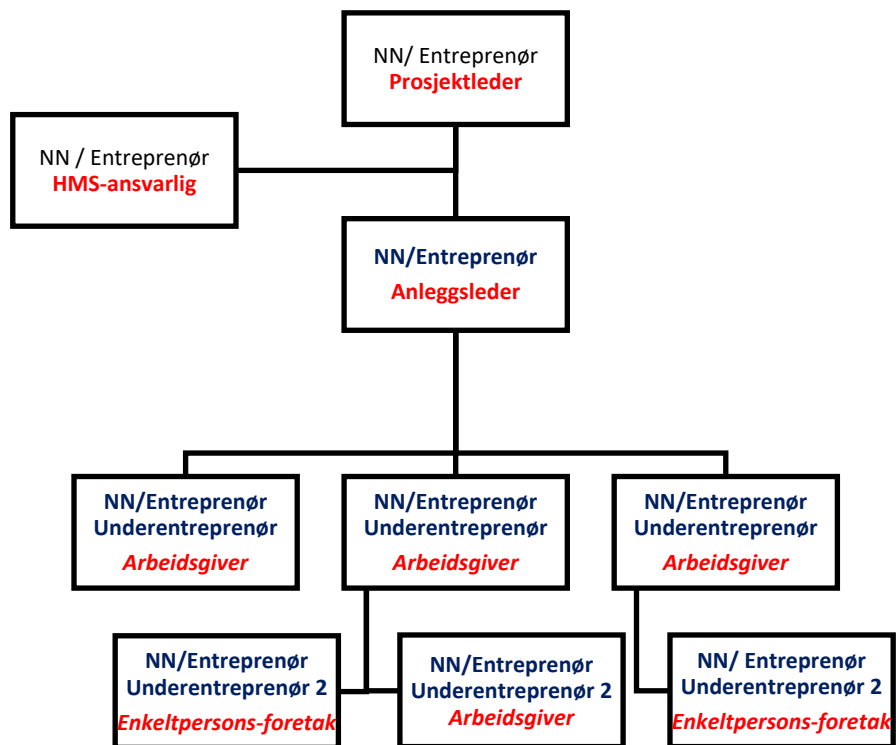 NN/ Entreprenør
Prosjektleder
NN / Entreprenør
HMS-ansvarlig
NN/Entreprenør
Anleggsleder
NN/Entreprenør
Underentreprenør
Arbeidsgiver
NN/Entreprenør
Underentreprenør
Arbeidsgiver
NN/Entreprenør
Underentreprenør
Arbeidsgiver
NN/Entreprenør
Underentreprenør 2
Enkeltpersons-foretak
NN/Entreprenør
Underentreprenør 2
Arbeidsgiver
NN/ Entreprenør
Underentreprenør 2
Enkeltpersons-foretak